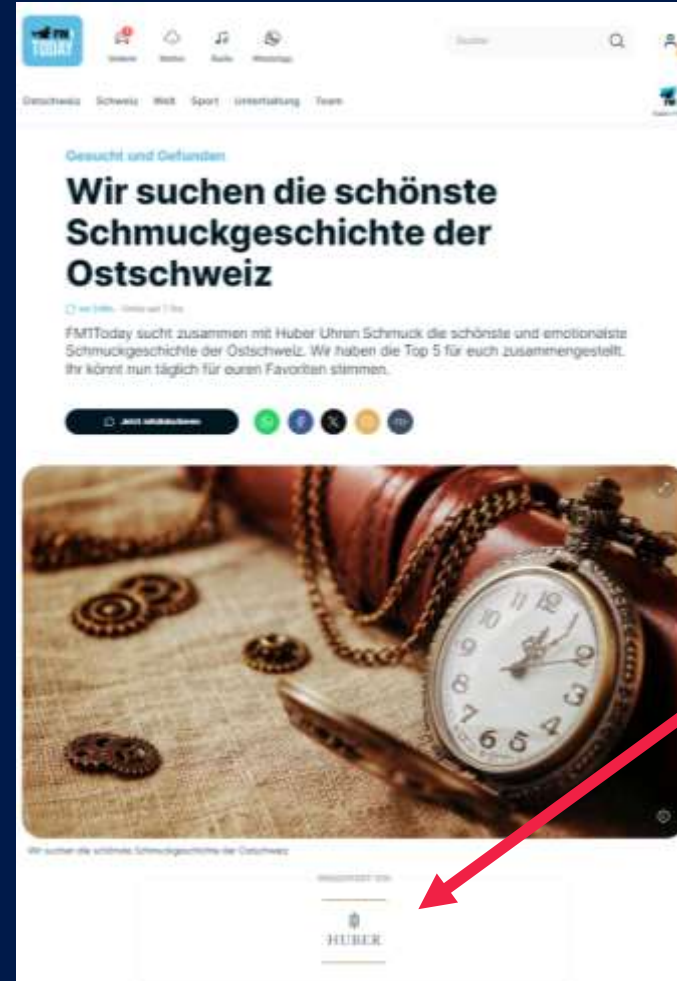 FM1
TODAY
Ostschweiz Schweiz Welt Sport Unterhaltung Team
Gesucht und Gefunden
Wir suchen die schönste
Schmuckgeschichte der
Ostschweiz
FM1Today sucht zusammen mit Huber Uhren Schmuck die schönste und emotionalste
Schmuckgeschichte der Ostschweiz. Wir haben die Top 5 für euch zusammengestellt.
Ihr könnt nun täglich für euren Favoriten stimmen.
Wir suchen die schönste Schmuckgeschichte der Ostschweiz
HUBER